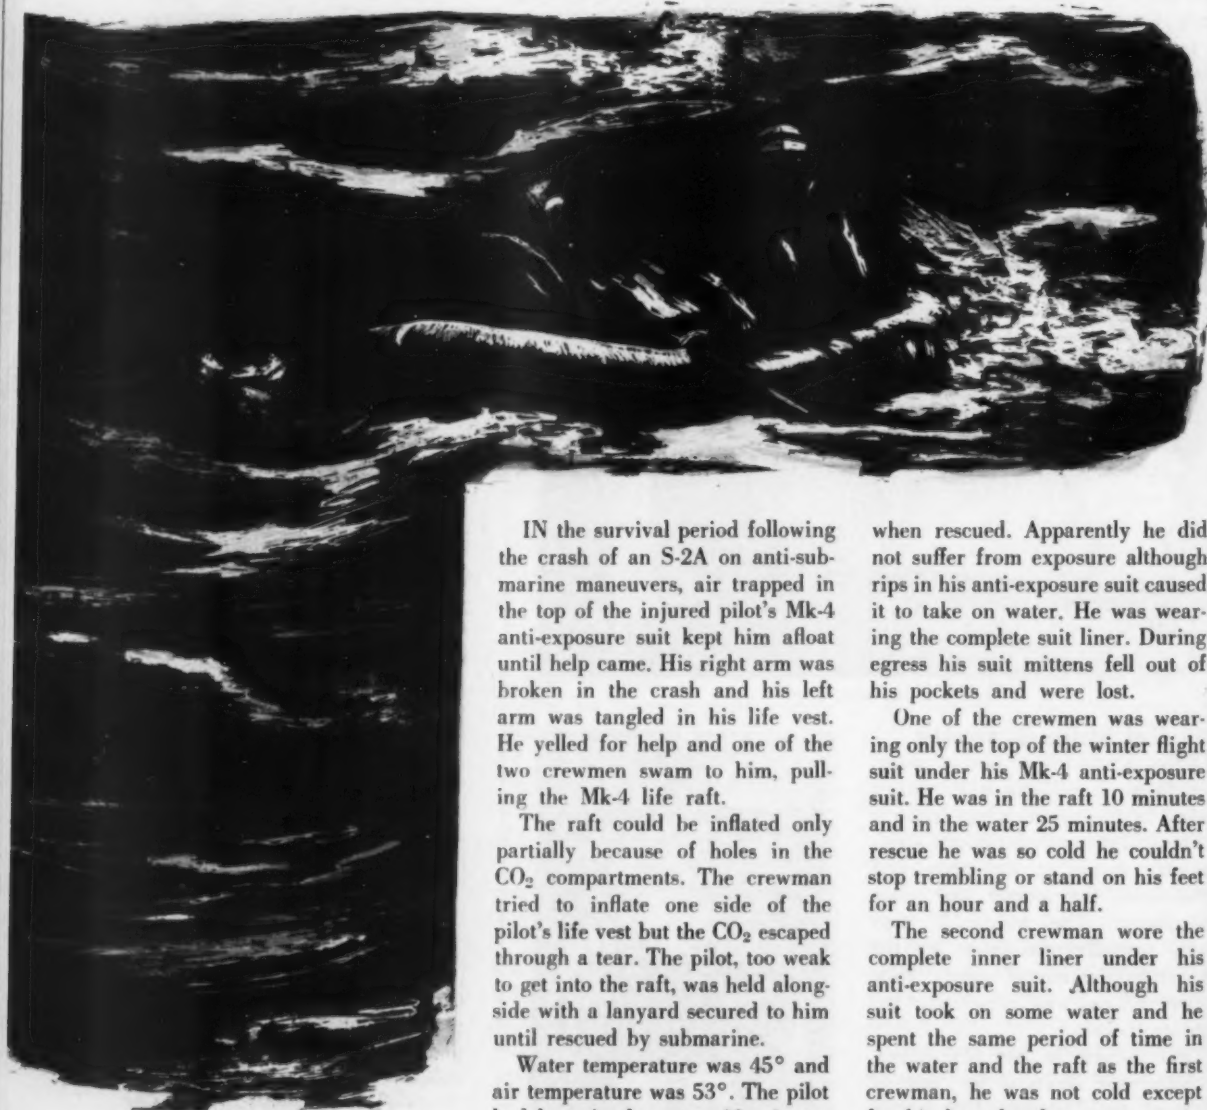 IN the survival period following
the crash of an S-2A on anti-sub-
marine maneuvers, air trapped in
the top of the injured pilot's Mk-4
anti-exposure suit kept him afloat
until help came. His right arm was
broken in the crash and his left
arm was tangled in his life vest.
He yelled for help and one of the
two crewmen swam to him, pull-
ing the Mk-4 life raft.
The raft could be inflated only
partially because of holes in the
CO₂ compartments. The crewman
tried to inflate one side of the
pilot's life vest but the CO₂ escaped
through a tear. The pilot, too weak
to get into the raft, was held along-
side with a lanyard secured to him
until rescued by submarine.
Water temperature was 45° and
air temperature was 53°. The pilot
when rescued. Apparently he did
not suffer from exposure although
rips in his anti-exposure suit caused
it to take on water. He was wear-
ing the complete suit liner. During
egress his suit mittens fell out of
his pockets and were lost.
One of the crewmen was wear-
ing only the top of the winter flight
suit under his Mk-4 anti-exposure
suit. He was in the raft 10 minutes
and in the water 25 minutes. After
rescue he was so cold he couldn't
stop trembling or stand on his feet
for an hour and a half.
The second crewman wore the
complete inner liner under his
anti-exposure suit. Although his
suit took on some water and he
spent the same period of time in
the water and the raft as the first
crewman, he was not cold except